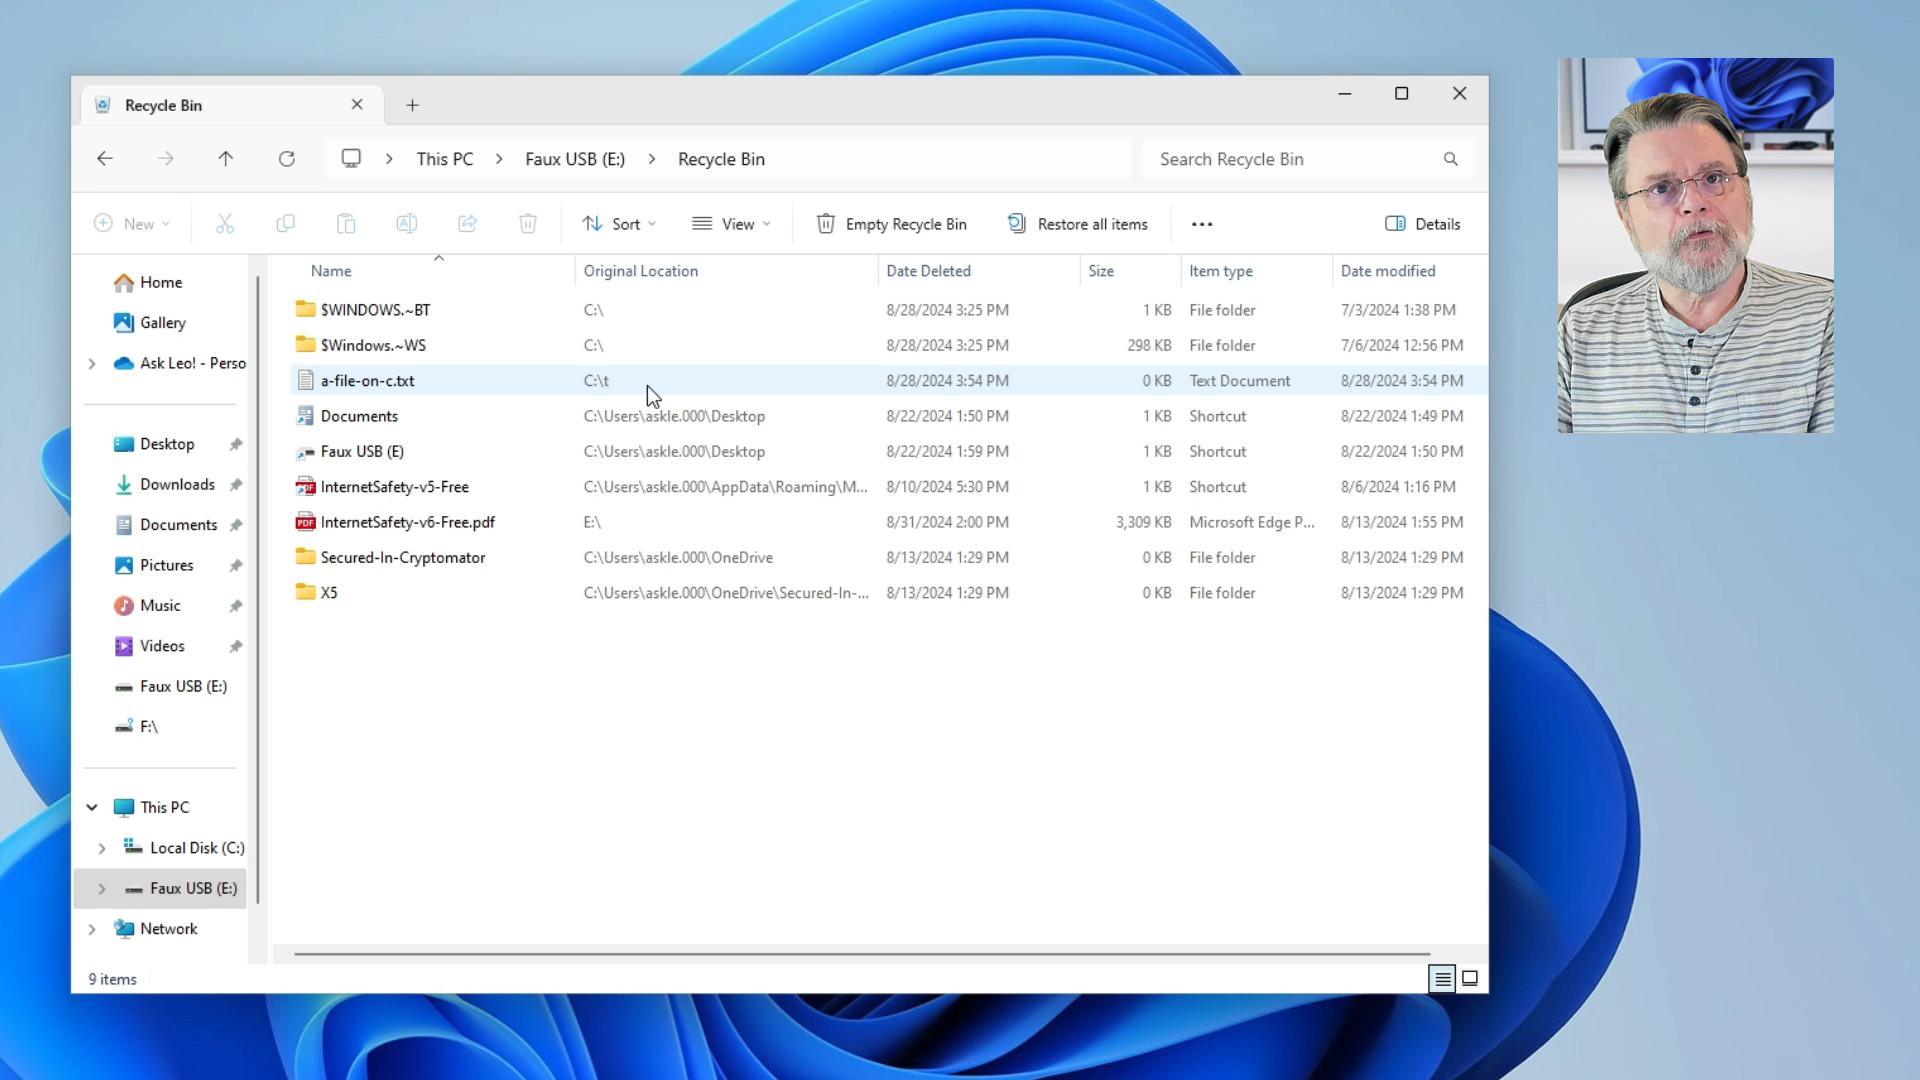 Recycle Bin
This PC > Faux USB (E:) > Recycle Bin
Search Recycle Bin
New
Sort
View
Empty Recycle Bin
Restore all items
Details
Name Original Location Date Deleted Size Item type Date modified
$WINDOWS.~BT C:\ 8/28/2024 3:25 PM 1 KB File folder 7/3/2024 1:38 PM
$Windows.~WS C:\ 8/28/2024 3:25 PM 298 KB File folder 7/6/2024 12:56 PM
a-file-on-c.txt C:\t 8/28/2024 3:54 PM 0 KB Text Document 8/28/2024 3:54 PM
Documents C:\Users\askle.000\Desktop 8/22/2024 1:50 PM 1 KB Shortcut 8/22/2024 1:49 PM
Faux USB (E) C:\Users\askle.000\Desktop 8/22/2024 1:59 PM 1 KB Shortcut 8/22/2024 1:50 PM
InternetSafety-v5-Free C:\Users\askle.000\AppData\Roaming\M... 8/10/2024 5:30 PM 1 KB Shortcut 8/6/2024 1:16 PM
InternetSafety-v6-Free.pdf E:\ 8/31/2024 2:00 PM 3,309 KB Microsoft Edge P... 8/13/2024 1:55 PM
Secured-In-Cryptomator C:\Users\askle.000\OneDrive 8/13/2024 1:29 PM 0 KB File folder 8/13/2024 1:29 PM
X5 C:\Users\askle.000\OneDrive\Secured-In-... 8/13/2024 1:29 PM 0 KB File folder 8/13/2024 1:29 PM
Home
Gallery
Ask Leo! - Perso
Desktop
Downloads
Documents
Pictures
Music
Videos
Faux USB (E:)
F:\
This PC
Local Disk (C:)
Faux USB (E:)
Network
9 items